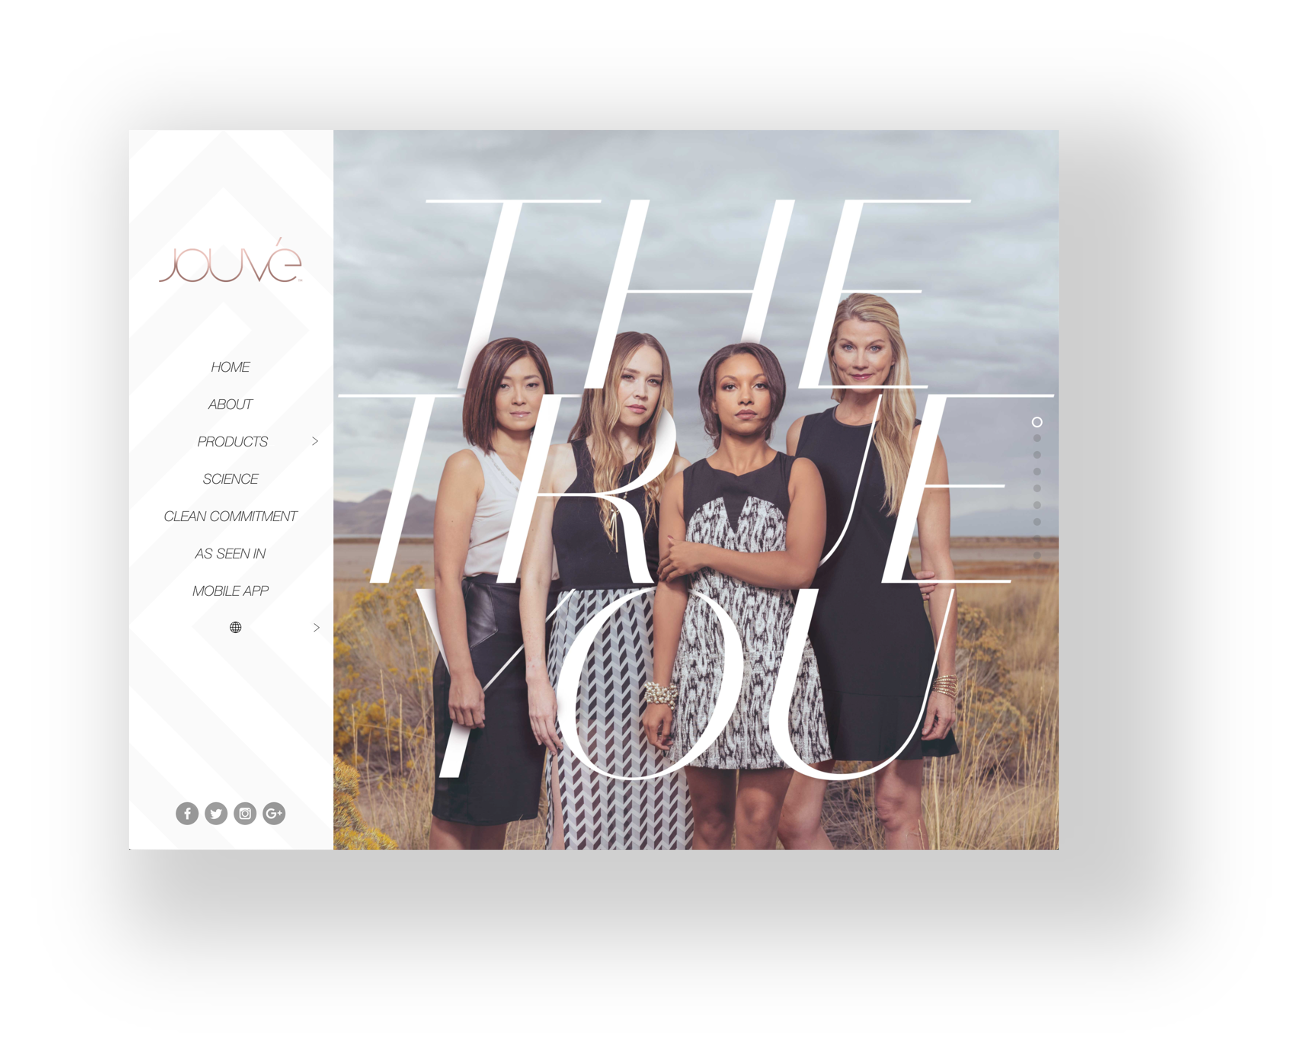 Jouvé
HOME
ABOUT
PRODUCTS
SCIENCE
CLEAN COMMITMENT
AS SEEN IN
MOBILE APP
THE
TRUE
YOU